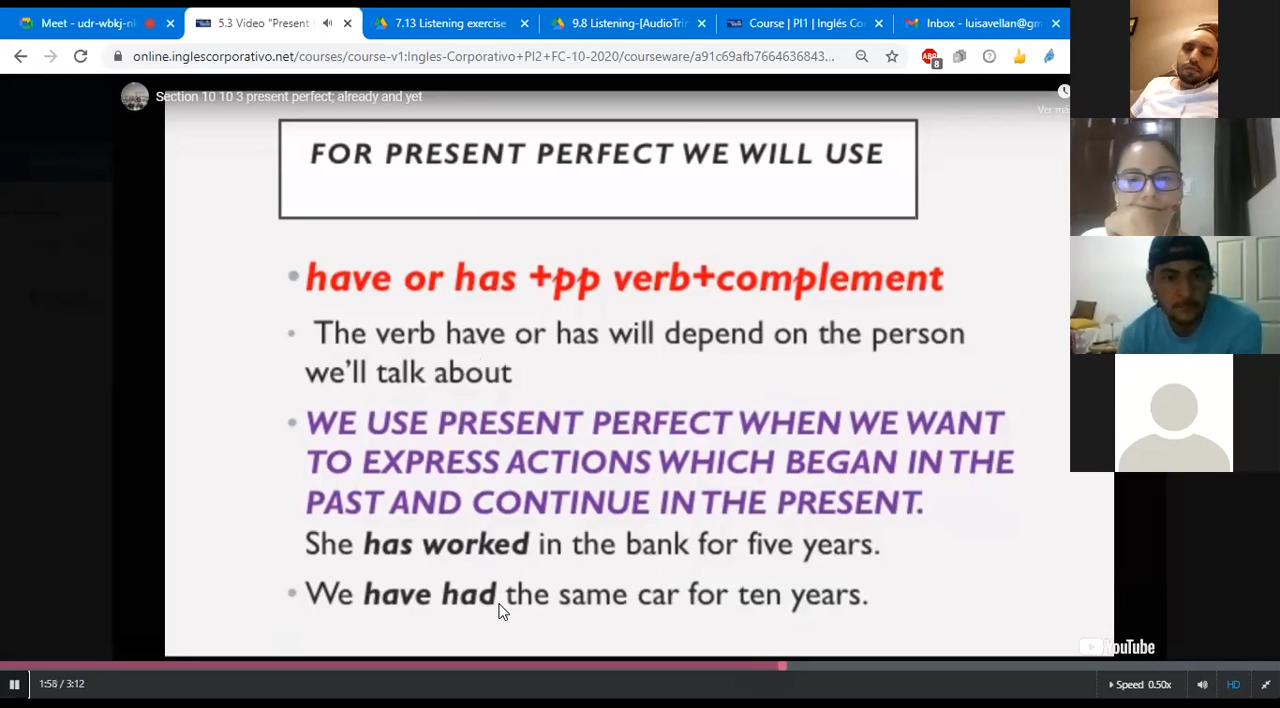 Meet - udr-wbkj-n
5.3 Video "Present
7.13 Listening exercise
9.8 Listening-[AudioTrim
Course | PI1 | Inglés Co
Inbox - luisavellan@gm
online.inglescorporativo.net/courses/course-v1:Ingles-Corporativo+PI2+FC-10-2020/courseware/a91c69afb7664636843...
8
Section 10 10 3 present perfect; already and yet
Ver má
FOR PRESENT PERFECT WE WILL USE
have or has +pp verb+complement
The verb have or has will depend on the person
we'll talk about
WE USE PRESENT PERFECT WHEN WE WANT
TO EXPRESS ACTIONS WHICH BEGAN IN THE
PAST AND CONTINUE IN THE PRESENT.
She has worked in the bank for five years.
We have had the same car for ten years.
YouTube
1:58 / 3:12
Speed 0.50x
HD